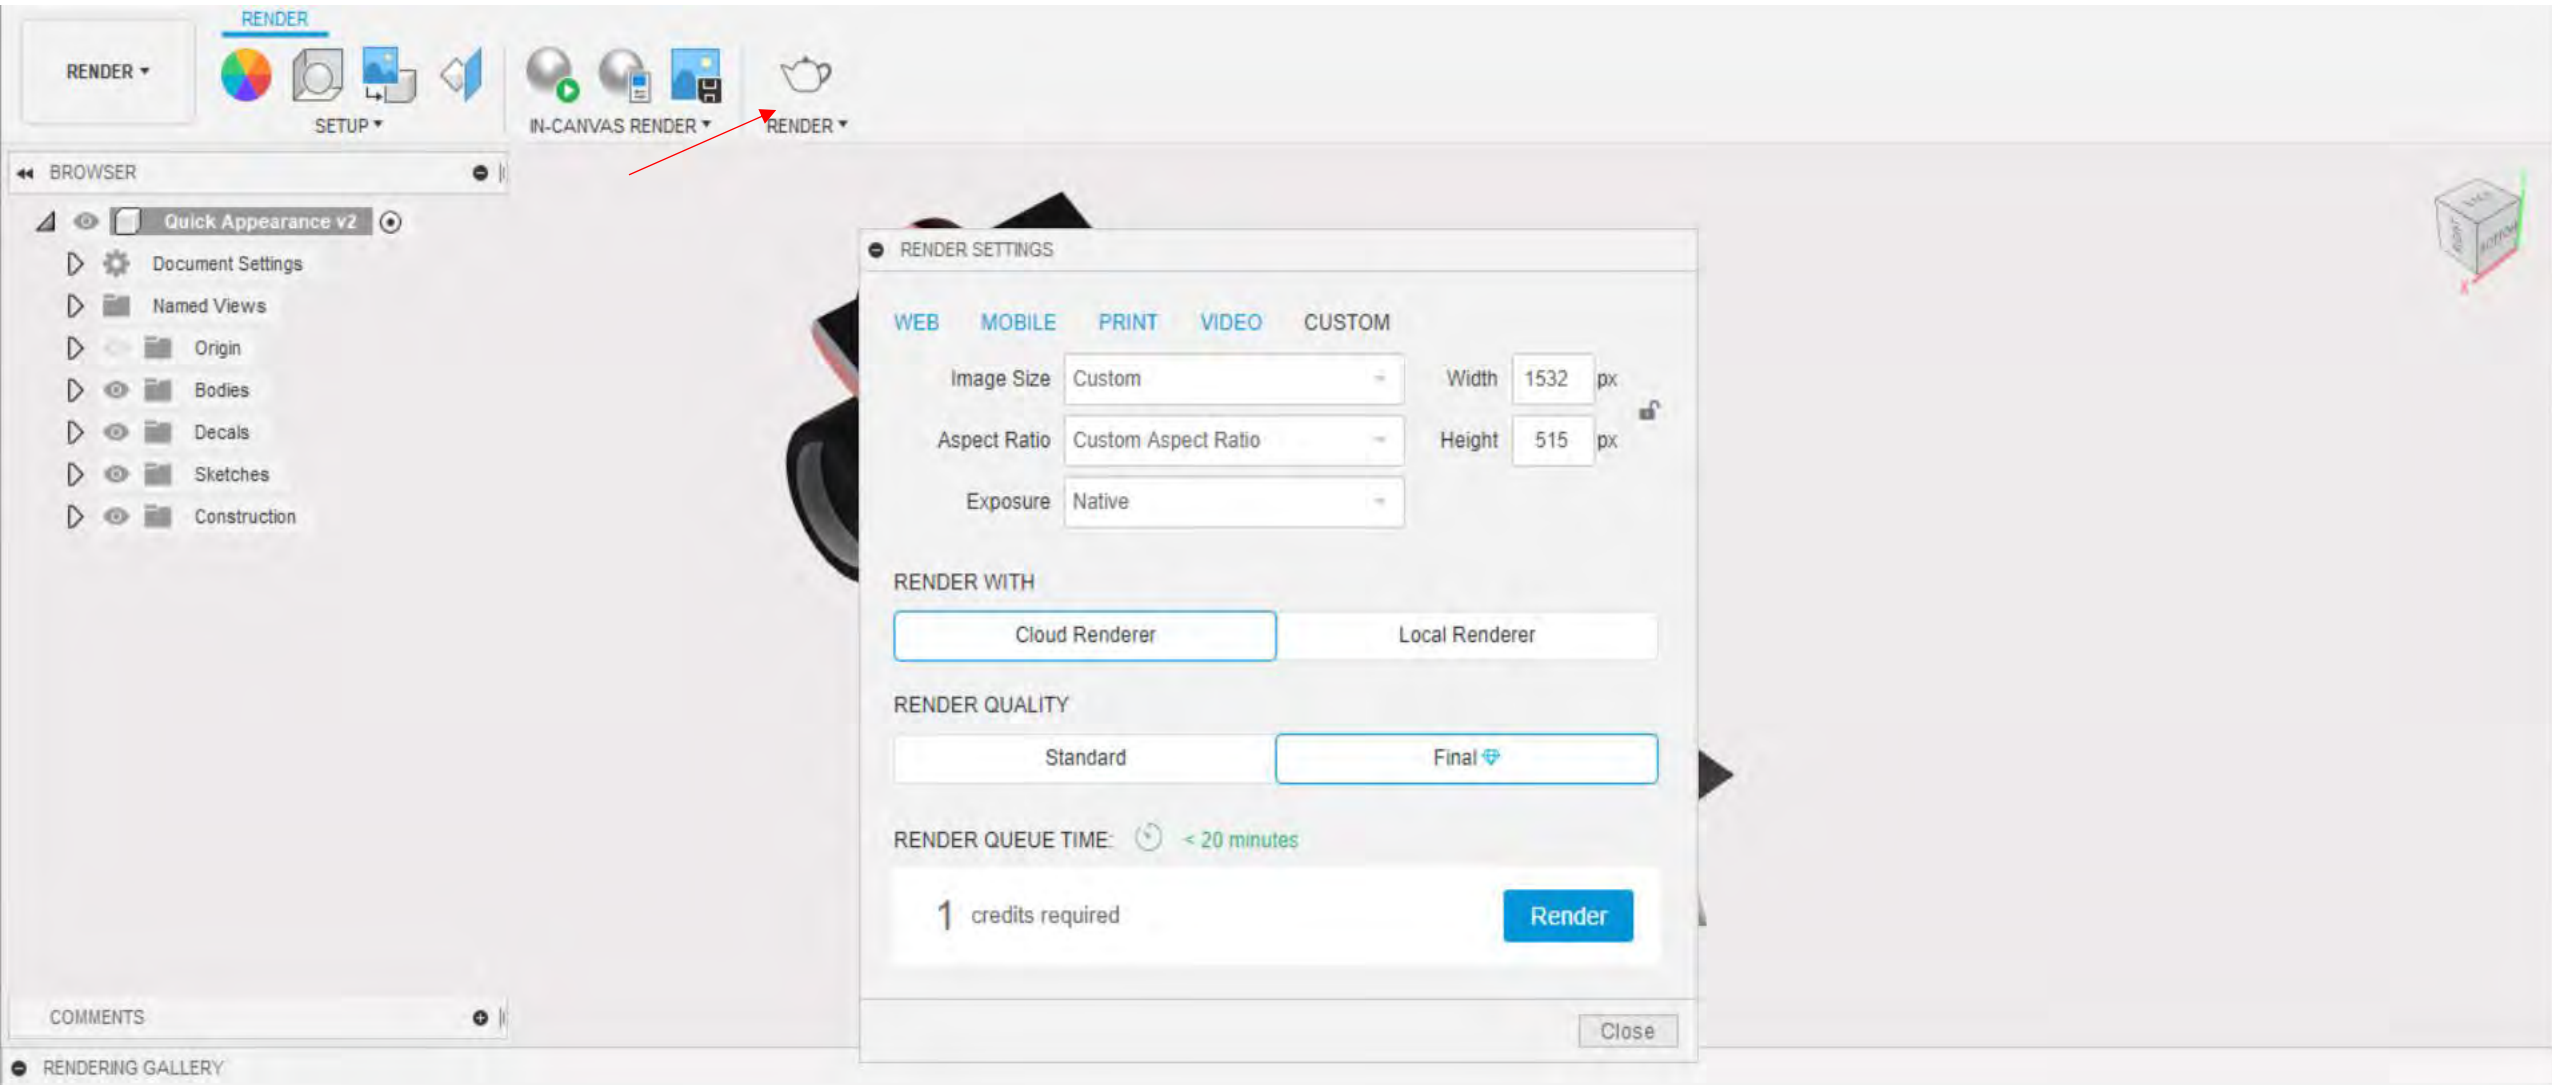 RENDER
RENDER
SETUP
IN-CANVAS RENDER
RENDER
BROWSER
Quick Appearance v2
Document Settings
Named Views
Origin
Bodies
Decals
Sketches
Construction
COMMENTS
RENDERING GALLERY
RENDER SETTINGS
WEB MOBILE PRINT VIDEO CUSTOM
Image Size Custom Width 1532 px
Aspect Ratio Custom Aspect Ratio Height 515 px
Exposure Native
RENDER WITH
Cloud Renderer Local Renderer
RENDER QUALITY
Standard Final
RENDER QUEUE TIME: < 20 minutes
1 credits required Render
Close
BACK
RIGHT
BOTTOM
X